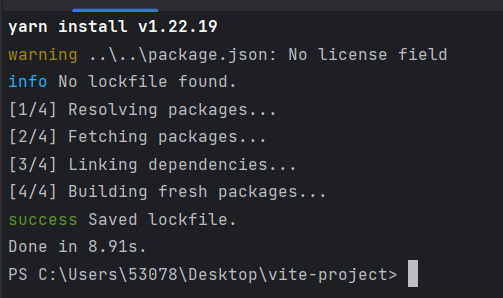 yarn install v1.22.19
warning ..\..\package.json: No license field
info No lockfile found.
[1/4] Resolving packages...
[2/4] Fetching packages...
[3/4] Linking dependencies...
[4/4] Building fresh packages...
success Saved lockfile.
Done in 8.91s.
PS C:\Users\53078\Desktop\vite-project>